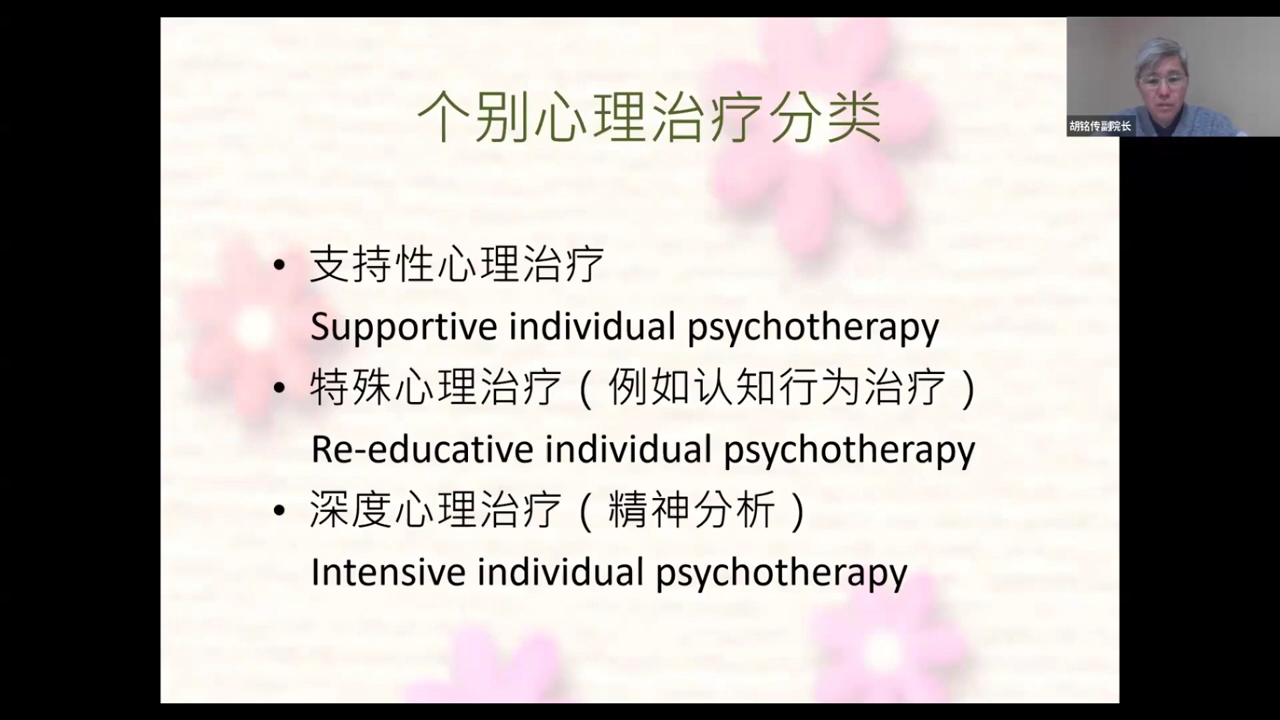 个别心理治疗分类
胡铭传副院长
• 支持性心理治疗
Supportive individual psychotherapy
• 特殊心理治疗（例如认知行为治疗）
Re-educative individual psychotherapy
• 深度心理治疗（精神分析）
Intensive individual psychotherapy